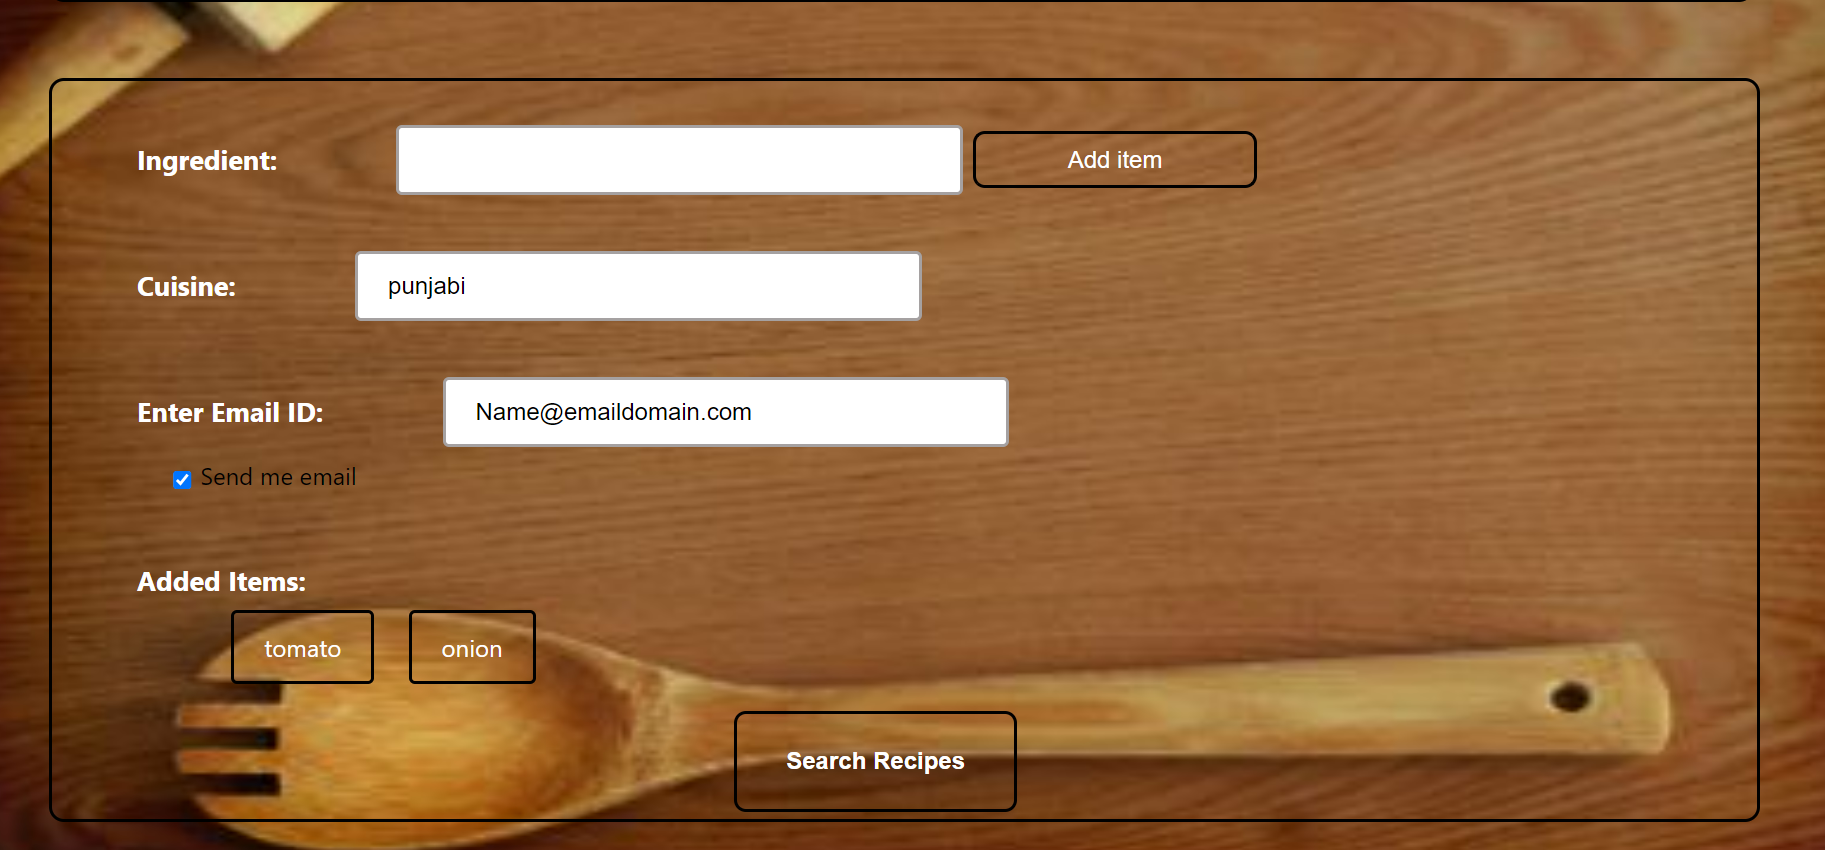 Ingredient:
Add item
Cuisine:
punjabi
Enter Email ID:
Name@emaildomain.com
Send me email
Added Items:
tomato
onion
Search Recipes